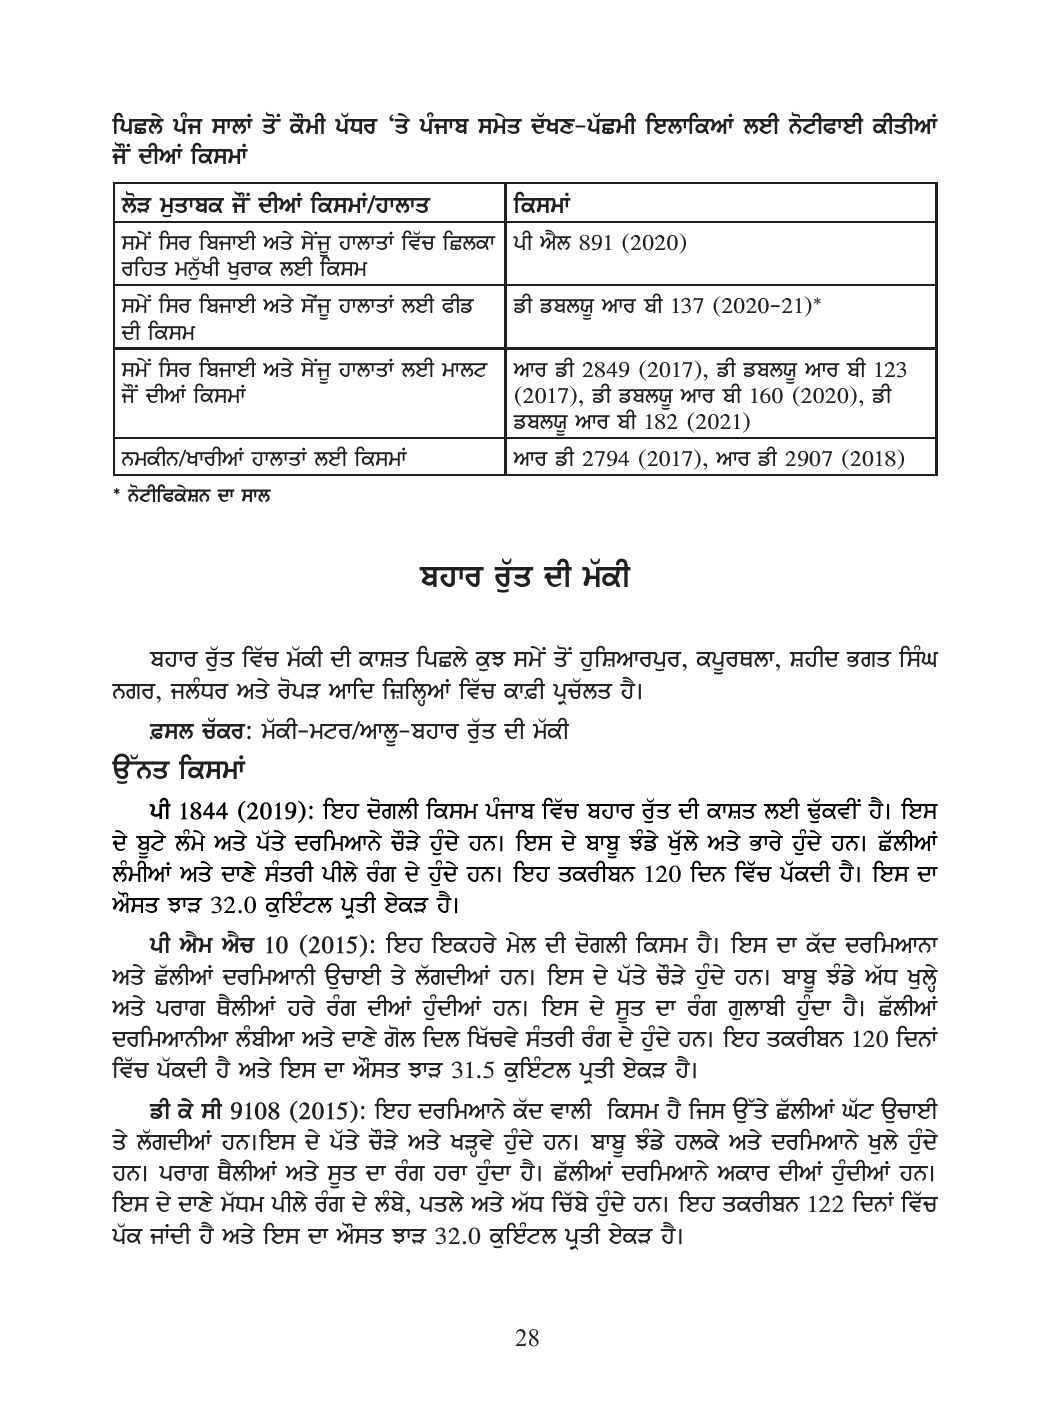 ਪਿਛਲੇ ਪੰਜ ਸਾਲਾਂ ਤੋਂ ਕੌਮੀ ਪੱਧਰ ‘ਤੇ ਪੰਜਾਬ ਸਮੇਤ ਦੱਖਣ-ਪੱਛਮੀ ਇਲਾਕਿਆਂ ਲਈ ਨੋਟੀਫਾਈ ਕੀਤੀਆਂ
ਜੌਂ ਦੀਆਂ ਕਿਸਮਾਂ
ਲੋੜ ਮੁਤਾਬਕ ਜੌਂ ਦੀਆਂ ਕਿਸਮਾਂ/ਹਾਲਾਤ
ਕਿਸਮਾਂ
ਸਮੇਂ ਸਿਰ ਬਿਜਾਈ ਅਤੇ ਸੇਂਜੂ ਹਾਲਾਤਾਂ ਵਿੱਚ ਛਿਲਕਾ
ਰਹਿਤ ਮਨੁੱਖੀ ਖੁਰਾਕ ਲਈ ਕਿਸਮ
ਪੀ ਐਲ 891 (2020)
ਸਮੇਂ ਸਿਰ ਬਿਜਾਈ ਅਤੇ ਸੇਂਜੂ ਹਾਲਾਤਾਂ ਲਈ ਫੀਡ
ਦੀ ਕਿਸਮ
ਡੀ ਡਬਲਯੂ ਆਰ ਬੀ 137 (2020-21)*
ਸਮੇਂ ਸਿਰ ਬਿਜਾਈ ਅਤੇ ਸੇਂਜੂ ਹਾਲਾਤਾਂ ਲਈ ਮਾਲਟ
ਜੌਂ ਦੀਆਂ ਕਿਸਮਾਂ
ਆਰ ਡੀ 2849 (2017), ਡੀ ਡਬਲਯੂ ਆਰ ਬੀ 123
(2017), ਡੀ ਡਬਲਯੂ ਆਰ ਬੀ 160 (2020), ਡੀ
ਡਬਲਯੂ ਆਰ ਬੀ 182 (2021)
ਨਮਕੀਨ/ਖਾਰੀਆਂ ਹਾਲਾਤਾਂ ਲਈ ਕਿਸਮਾਂ
ਆਰ ਡੀ 2794 (2017), ਆਰ ਡੀ 2907 (2018)
* ਨੋਟੀਫਿਕੇਸ਼ਨ ਦਾ ਸਾਲ
ਬਹਾਰ ਰੁੱਤ ਦੀ ਮੱਕੀ
ਬਹਾਰ ਰੁੱਤ ਵਿੱਚ ਮੱਕੀ ਦੀ ਕਾਸ਼ਤ ਪਿਛਲੇ ਕੁਝ ਸਮੇਂ ਤੋਂ ਹੁਸ਼ਿਆਰਪੁਰ, ਕਪੂਰਥਲਾ, ਸ਼ਹੀਦ ਭਗਤ ਸਿੰਘ
ਨਗਰ, ਜਲੰਧਰ ਅਤੇ ਰੋਪੜ ਆਦਿ ਜ਼ਿਲ੍ਹਿਆਂ ਵਿੱਚ ਕਾਫ਼ੀ ਪ੍ਰਚੱਲਤ ਹੈ।
ਫ਼ਸਲ ਚੱਕਰ: ਮੱਕੀ-ਮਟਰ/ਆਲੂ-ਬਹਾਰ ਰੁੱਤ ਦੀ ਮੱਕੀ
ਉੱਨਤ ਕਿਸਮਾਂ
ਪੀ 1844 (2019): ਇਹ ਦੋਗਲੀ ਕਿਸਮ ਪੰਜਾਬ ਵਿੱਚ ਬਹਾਰ ਰੁੱਤ ਦੀ ਕਾਸ਼ਤ ਲਈ ਢੁੱਕਵੀਂ ਹੈ। ਇਸ
ਦੇ ਬੂਟੇ ਲੰਮੇ ਅਤੇ ਪੱਤੇ ਦਰਮਿਆਨੇ ਚੌੜੇ ਹੁੰਦੇ ਹਨ। ਇਸ ਦੇ ਬਾਬੂ ਝੰਡੇ ਖੁੱਲੇ ਅਤੇ ਭਾਰੇ ਹੁੰਦੇ ਹਨ। ਛੱਲੀਆਂ
ਲੰਮੀਆਂ ਅਤੇ ਦਾਣੇ ਸੰਤਰੀ ਪੀਲੇ ਰੰਗ ਦੇ ਹੁੰਦੇ ਹਨ। ਇਹ ਤਕਰੀਬਨ 120 ਦਿਨ ਵਿੱਚ ਪੱਕਦੀ ਹੈ। ਇਸ ਦਾ
ਔਸਤ ਝਾੜ 32.0 ਕੁਇੰਟਲ ਪ੍ਰਤੀ ਏਕੜ ਹੈ।
ਪੀ ਐਮ ਐਚ 10 (2015): ਇਹ ਇਕਹਰੇ ਮੇਲ ਦੀ ਦੋਗਲੀ ਕਿਸਮ ਹੈ। ਇਸ ਦਾ ਕੱਦ ਦਰਮਿਆਨਾ
ਅਤੇ ਛੱਲੀਆਂ ਦਰਮਿਆਨੀ ਉਚਾਈ ਤੇ ਲੱਗਦੀਆਂ ਹਨ। ਇਸ ਦੇ ਪੱਤੇ ਚੌੜੇ ਹੁੰਦੇ ਹਨ। ਬਾਬੂ ਝੰਡੇ ਅੱਧ ਖੁਲ੍ਹੇ
ਅਤੇ ਪਰਾਗ ਥੈਲੀਆਂ ਹਰੇ ਰੰਗ ਦੀਆਂ ਹੁੰਦੀਆਂ ਹਨ। ਇਸ ਦੇ ਸੂਤ ਦਾ ਰੰਗ ਗੁਲਾਬੀ ਹੁੰਦਾ ਹੈ। ਛੱਲੀਆਂ
ਦਰਮਿਆਨੀਆ ਲੰਬੀਆ ਅਤੇ ਦਾਣੇ ਗੋਲ ਦਿਲ ਖਿੱਚਵੇ ਸੰਤਰੀ ਰੰਗ ਦੇ ਹੁੰਦੇ ਹਨ। ਇਹ ਤਕਰੀਬਨ 120 ਦਿਨਾਂ
ਵਿੱਚ ਪੱਕਦੀ ਹੈ ਅਤੇ ਇਸ ਦਾ ਔਸਤ ਝਾੜ 31.5 ਕੁਇੰਟਲ ਪ੍ਰਤੀ ਏਕੜ ਹੈ।
ਡੀ ਕੇ ਸੀ 9108 (2015): ਇਹ ਦਰਮਿਆਨੇ ਕੱਦ ਵਾਲੀ  ਕਿਸਮ ਹੈ ਜਿਸ ਉੱਤੇ ਛੱਲੀਆਂ ਘੱਟ ਉਚਾਈ
ਤੇ ਲੱਗਦੀਆਂ ਹਨ।ਇਸ ਦੇ ਪੱਤੇ ਚੌੜੇ ਅਤੇ ਖੜ੍ਹਵੇ ਹੁੰਦੇ ਹਨ। ਬਾਬੂ ਝੰਡੇ ਹਲਕੇ ਅਤੇ ਦਰਮਿਆਨੇ ਖੁਲੇ ਹੁੰਦੇ
ਹਨ। ਪਰਾਗ ਥੈਲੀਆਂ ਅਤੇ ਸੂਤ ਦਾ ਰੰਗ ਹਰਾ ਹੁੰਦਾ ਹੈ। ਛੱਲੀਆਂ ਦਰਮਿਆਨੇ ਅਕਾਰ ਦੀਆਂ ਹੁੰਦੀਆਂ ਹਨ।
ਇਸ ਦੇ ਦਾਣੇ ਮੱਧਮ ਪੀਲੇ ਰੰਗ ਦੇ ਲੰਬੇ, ਪਤਲੇ ਅਤੇ ਅੱਧ ਚਿੱਬੇ ਹੁੰਦੇ ਹਨ। ਇਹ ਤਕਰੀਬਨ 122 ਦਿਨਾਂ ਵਿੱਚ
ਪੱਕ ਜਾਂਦੀ ਹੈ ਅਤੇ ਇਸ ਦਾ ਔਸਤ ਝਾੜ 32.0 ਕੁਇੰਟਲ ਪ੍ਰਤੀ ਏਕੜ ਹੈ।
28